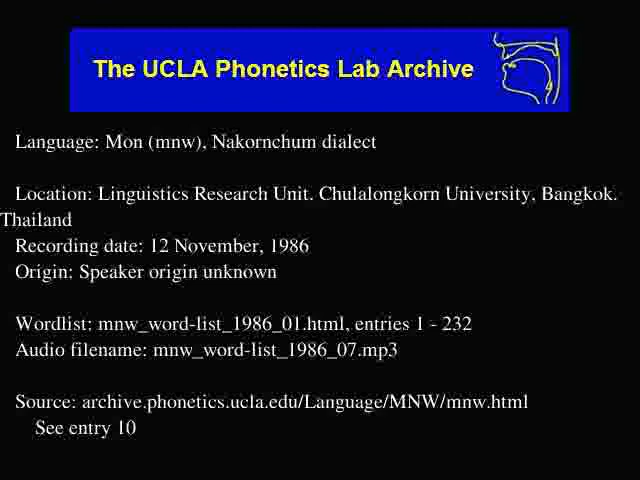 The UCLA Phonetics Lab Archive
Language: Mon (mnw), Nakornchum dialect
Location: Linguistics Research Unit. Chulalongkorn University, Bangkok.
Thailand
Recording date: 12 November, 1986
Origin: Speaker origin unknown
Wordlist: mnw_word-list_1986_01.html, entries 1 - 232
Audio filename: mnw_word-list_1986_07.mp3
Source: archive.phonetics.ucla.edu/Language/MNW/mnw.html
See entry 10